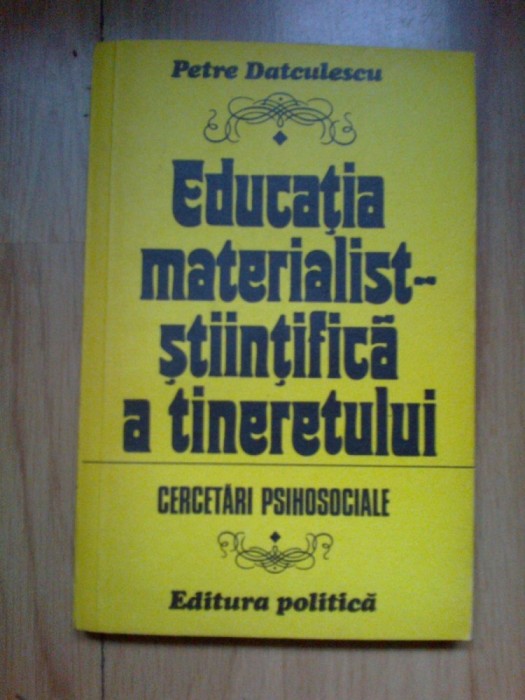 Petre Datculescu
Educația
materialist-
științifică
a tineretului
CERCETĂRI PSIHOSOCIALE
Editura politică